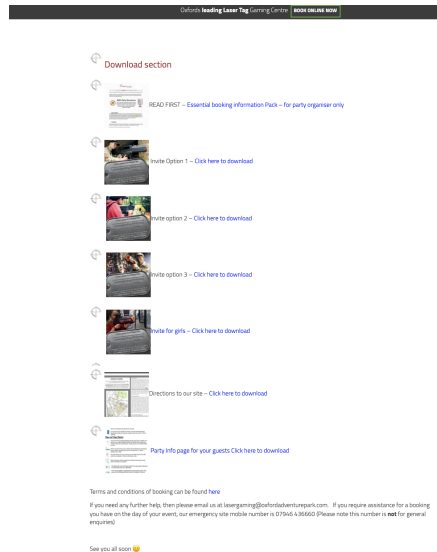 Oxfords leading Laser Tag Gaming Centre BOOK ONLINE NOW
Download section
READ FIRST – Essential booking information Pack – for party organiser only
Invite Option 1 – Click here to download
Invite option 2 – Click here to download
Invite option 3 – Click here to download
Invite for girls – Click here to download
Directions to our site – Click here to download
Party Info page for your guests Click here to download
Terms and conditions of booking can be found here
If you need any further help, then please email us at lasergaming@oxfordadventurepark.com. If you require assistance for a booking
you have on the day of your event, our emergency site mobile number is 07946 436660 (Please note this number is not for general
enquiries)
See you all soon 🙂